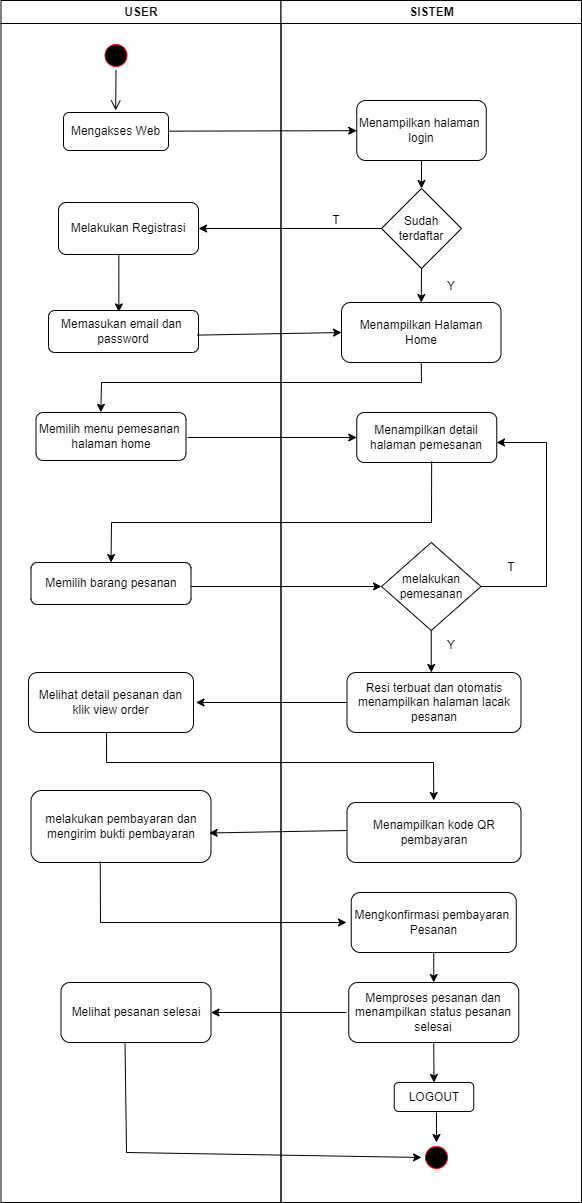 USER
SISTEM
Mengakses Web
Menampilkan halaman
login
Sudah
terdaftar
T
Melakukan Registrasi
Y
Memasukan email dan
password
Menampilkan Halaman
Home
Memilih menu pemesanan
halaman home
Menampilkan detail
halaman pemesanan
Memilih barang pesanan
melakukan
pemesanan
T
Y
Resi terbuat dan otomatis
menampilkan halaman lacak
pesanan
Melihat detail pesanan dan
klik view order
Menampilkan kode QR
pembayaran
melakukan pembayaran dan
mengirim bukti pembayaran
Mengkonfirmasi pembayaran
Pesanan
Memproses pesanan dan
menampilkan status pesanan
selesai
Melihat pesanan selesai
LOGOUT